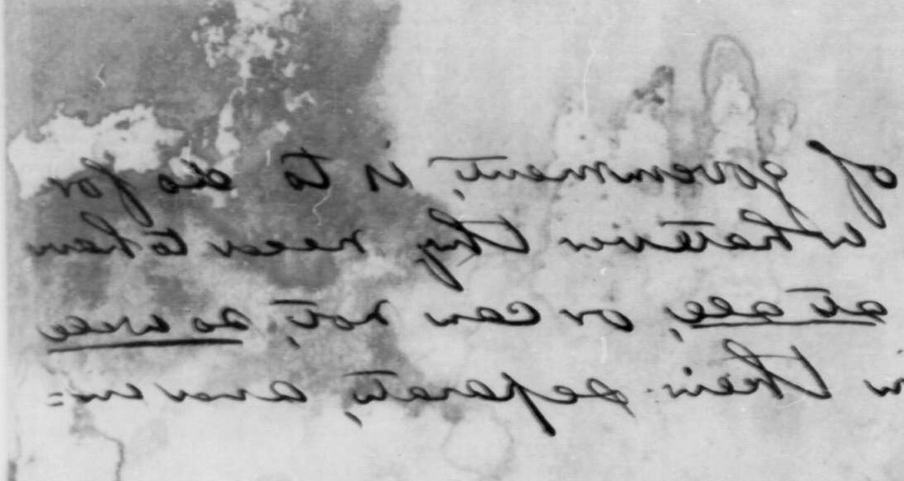 of government, is to do for
whatever they need to have
at all, or can not, so well
in their separate, and in=